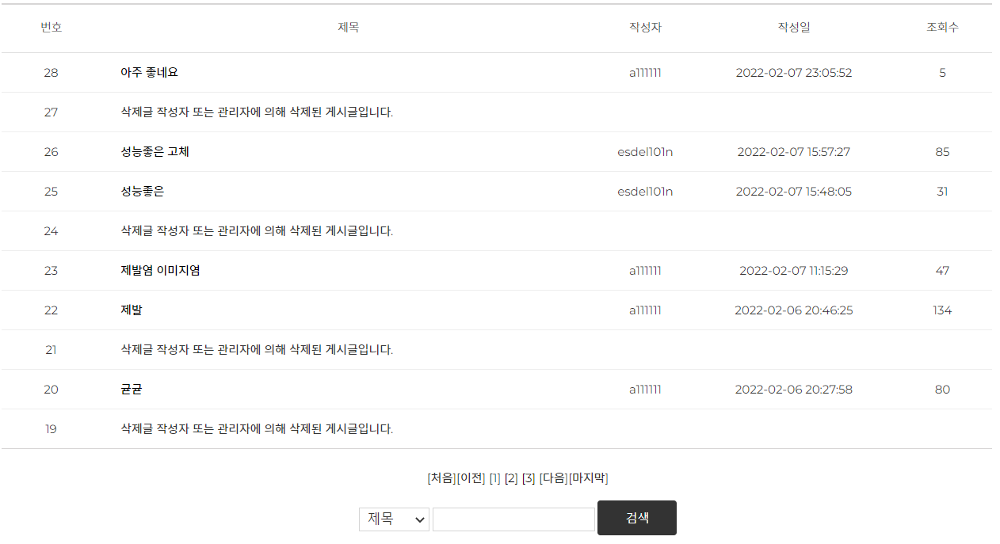 번호 제목 작성자 작성일 조회수
28 아주 좋네요 a111111 2022-02-07 23:05:52 5
27 삭제글 작성자 또는 관리자에 의해 삭제된 게시글입니다.
26 성능좋은 고체 esdel101n 2022-02-07 15:57:27 85
25 성능좋은 esdel101n 2022-02-07 15:48:05 31
24 삭제글 작성자 또는 관리자에 의해 삭제된 게시글입니다.
23 제발염 이미지염 a111111 2022-02-07 11:15:29 47
22 제발 a111111 2022-02-06 20:46:25 134
21 삭제글 작성자 또는 관리자에 의해 삭제된 게시글입니다.
20 균균 a111111 2022-02-06 20:27:58 80
19 삭제글 작성자 또는 관리자에 의해 삭제된 게시글입니다.
[처음][이전] [1] [2] [3] [다음][마지막]
제목 검색